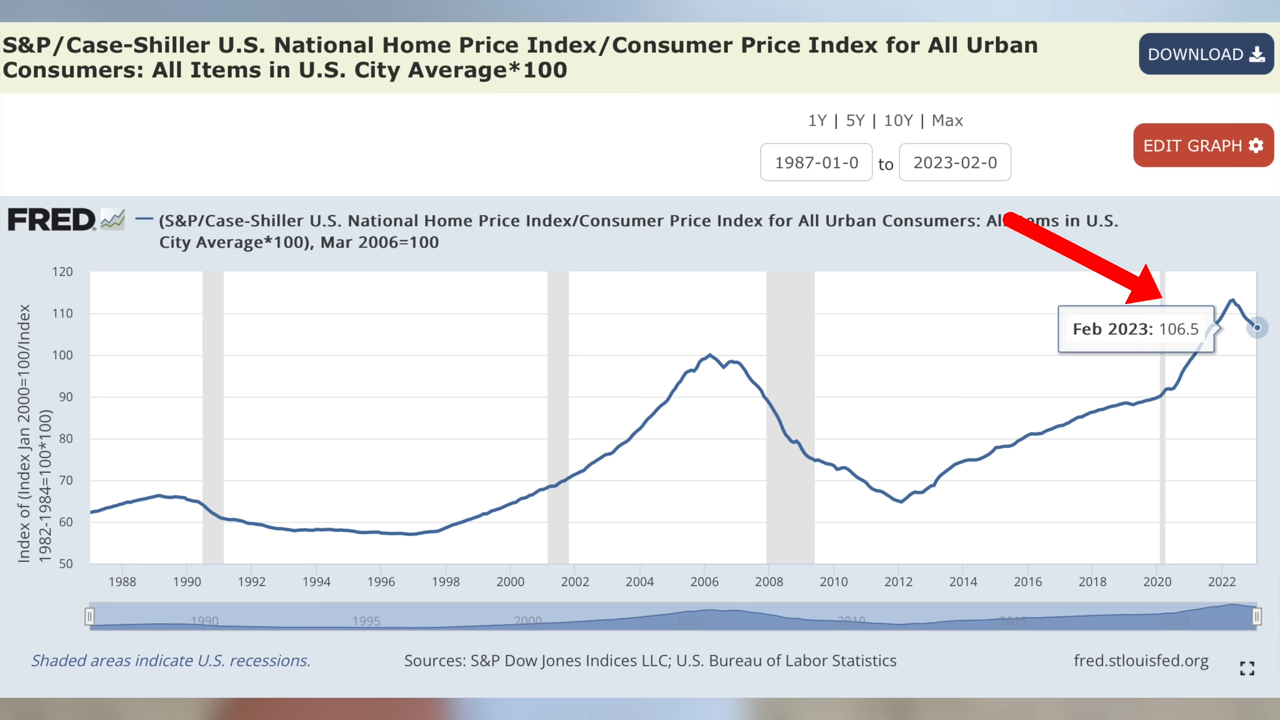 S&P/Case-Shiller U.S. National Home Price Index/Consumer Price Index for All Urban
Consumers: All Items in U.S. City Average*100
DOWNLOAD
1Y | 5Y | 10Y | Max
1987-01-0 to 2023-02-0
EDIT GRAPH
FRED
(S&P/Case-Shiller U.S. National Home Price Index/Consumer Price Index for All Urban Consumers: All Items in U.S.
City Average*100), Mar 2006=100
Index of (Index Jan 2000=100/Index
1982-1984=100*100)
120
110
100
90
80
70
60
50
Feb 2023: 106.5
1988 1990 1992 1994 1996 1998 2000 2002 2004 2006 2008 2010 2012 2014 2016 2018 2020 2022
1990 1995 2000 2005 2010 2015 2020
Shaded areas indicate U.S. recessions.
Sources: S&P Dow Jones Indices LLC; U.S. Bureau of Labor Statistics
fred.stlouisfed.org